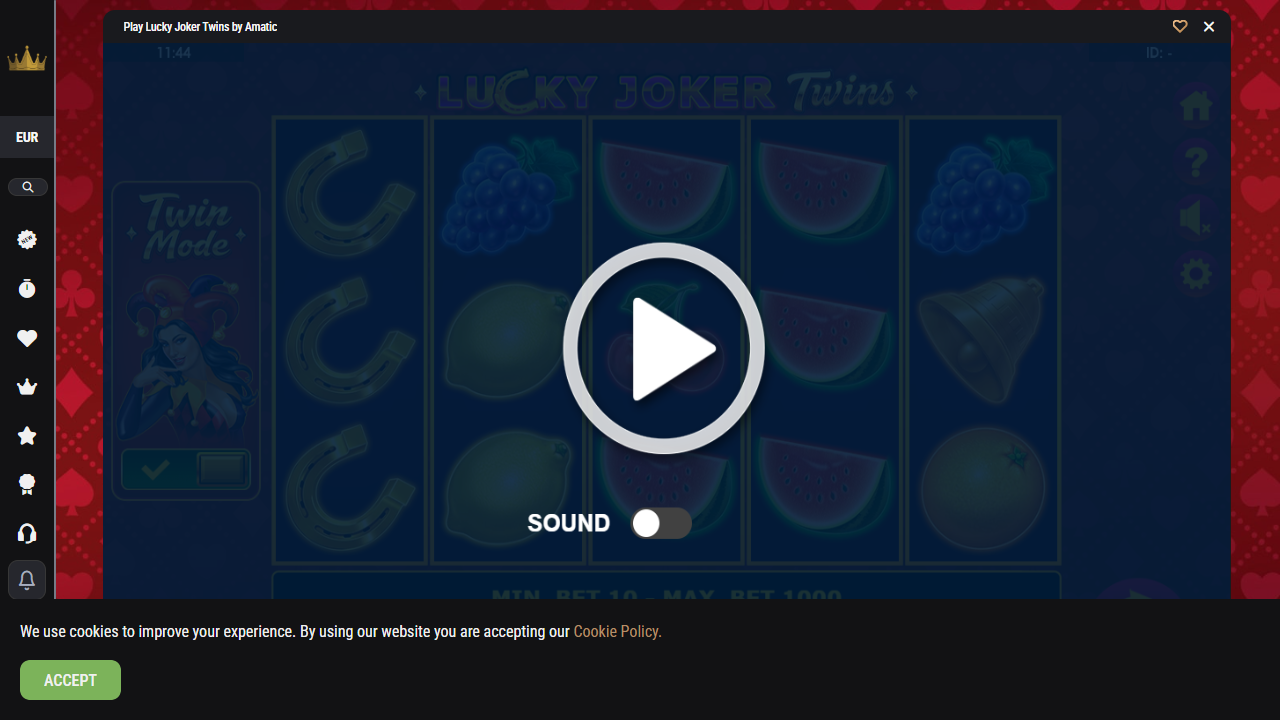 Play Lucky Joker Twins by Amatic
11:44
ID: -
LUCKY JOKER Twins
EUR
NEW
Twin
Mode
SOUND
MIN. BET 10 - MAX. BET 1000
We use cookies to improve your experience. By using our website you are accepting our Cookie Policy.
ACCEPT